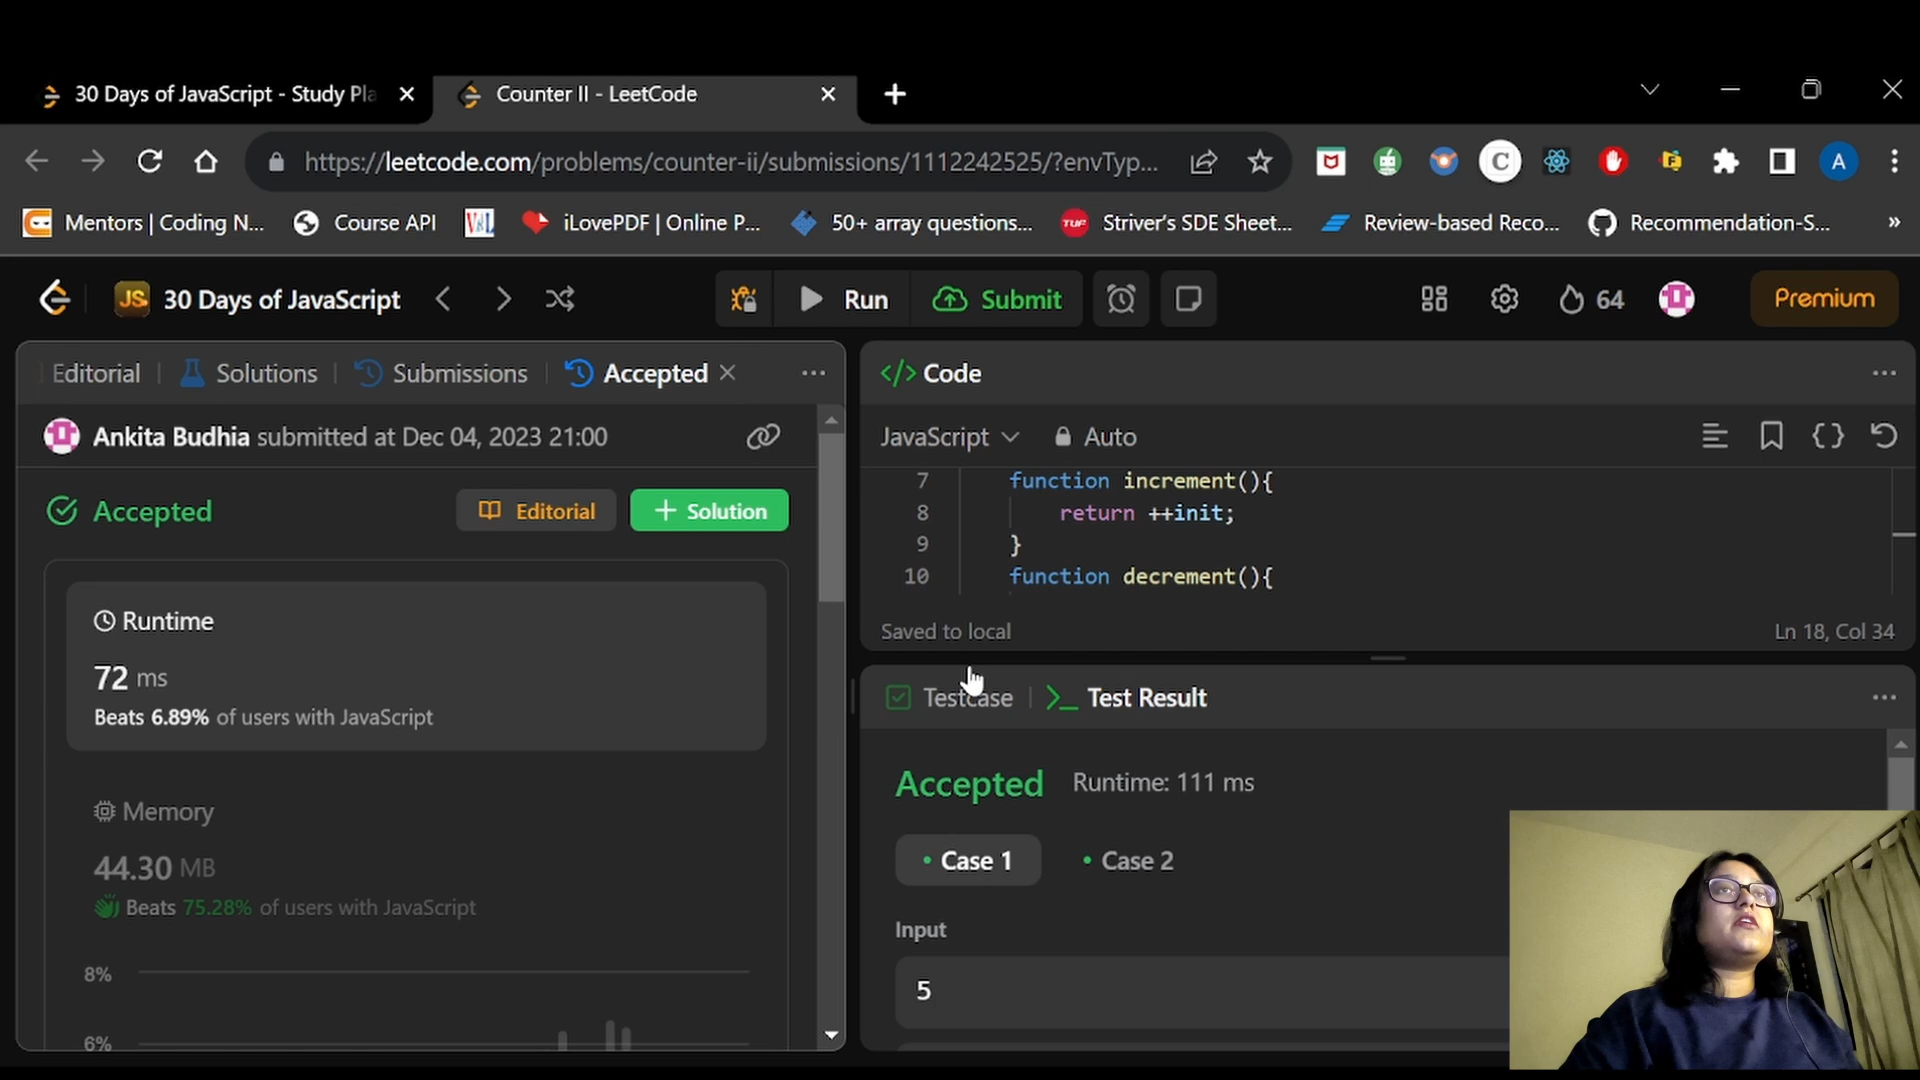 30 Days of JavaScript - Study Pla
Counter II - LeetCode
https://leetcode.com/problems/counter-ii/submissions/1112242525/?envTyp...
C
F
A
Mentors | Coding N...
Course API
iLovePDF | Online P...
50+ array questions...
TUF
Striver's SDE Sheet...
Review-based Reco...
Recommendation-S...
»
JS
30 Days of JavaScript
Run
Submit
64
Premium
Editorial
Solutions
Submissions
Accepted
Ankita Budhia submitted at Dec 04, 2023 21:00
Accepted
Editorial
+ Solution
Runtime
72 ms
Beats 6.89% of users with JavaScript
Memory
44.30 MB
Beats 75.28% of users with JavaScript
8%
6%
</> Code
JavaScript
Auto
7 function increment(){
8 return ++init;
9 }
10 function decrement(){
Saved to local
Ln 18, Col 34
Testcase
>_ Test Result
Accepted
Runtime: 111 ms
• Case 1
• Case 2
Input
5